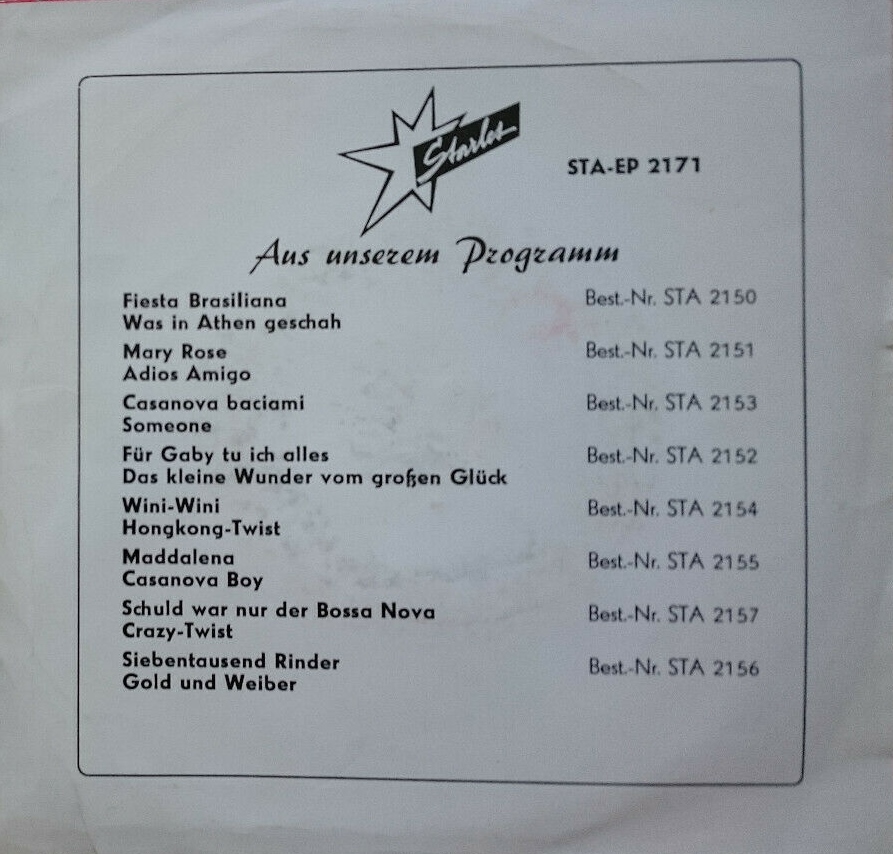 Starlet
STA-EP 2171
Aus unserem Programm
Fiesta Brasiliana Best.-Nr. STA 2150
Was in Athen geschah
Mary Rose Best.-Nr. STA 2151
Adios Amigo
Casanova baciami Best.-Nr. STA 2153
Someone
Für Gaby tu ich alles Best.-Nr. STA 2152
Das kleine Wunder vom großen Glück
Wini-Wini Best.-Nr. STA 2154
Hongkong-Twist
Maddalena Best.-Nr. STA 2155
Casanova Boy
Schuld war nur der Bossa Nova Best.-Nr. STA 2157
Crazy-Twist
Siebentausend Rinder Best.-Nr. STA 2156
Gold und Weiber